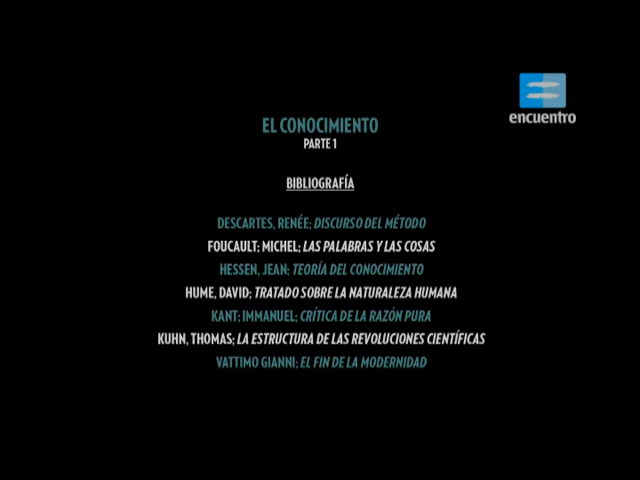 encuentro
EL CONOCIMIENTO
PARTE 1
BIBLIOGRAFÍA
DESCARTES, RENÉE; DISCURSO DEL MÉTODO
FOUCAULT; MICHEL; LAS PALABRAS Y LAS COSAS
HESSEN, JEAN; TEORÍA DEL CONOCIMIENTO
HUME, DAVID; TRATADO SOBRE LA NATURALEZA HUMANA
KANT; IMMANUEL; CRÍTICA DE LA RAZÓN PURA
KUHN, THOMAS; LA ESTRUCTURA DE LAS REVOLUCIONES CIENTÍFICAS
VATTIMO GIANNI; EL FIN DE LA MODERNIDAD